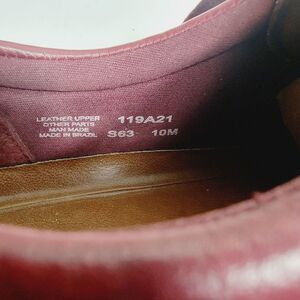 LEATHER UPPER
OTHER PARTS
MAN MADE
MADE IN BRAZIL
119A21
S63 10M